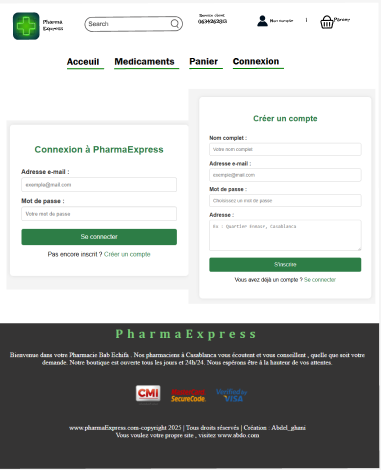 Pharma
Express
Search
Service client
Mon compte
|
Panier
Acceuil
Medicaments
Panier
Connexion
Connexion à PharmaExpress
Adresse e-mail :
exemple@mail.com
Mot de passe :
Votre mot de passe
Se connecter
Pas encore inscrit ? Créer un compte
Créer un compte
Nom complet :
Votre nom complet
Adresse e-mail :
exemple@mail.com
Mot de passe :
Choisissez un mot de passe
Adresse :
Ex : Quartier Ennasr, Casablanca
S'inscrire
Vous avez déjà un compte ? Se connecter
PharmaExpress
Bienvenue dans votre Pharmacie Bab Echifa . Nos pharmaciens à Casablanca vous écoutent et vous conseillent , quelle que soit votre
demande. Notre boutique est ouverte tous les jours et 24h/24. Nous espérons être à la hauteur de vos attentes.
CMI
SecureCode.
VISA
www.pharmaExpress.com-copyright 2025 | Tous droits réservés | Création : Abdel_ghani
Vous voulez votre propre site , visitez www.abdo.com